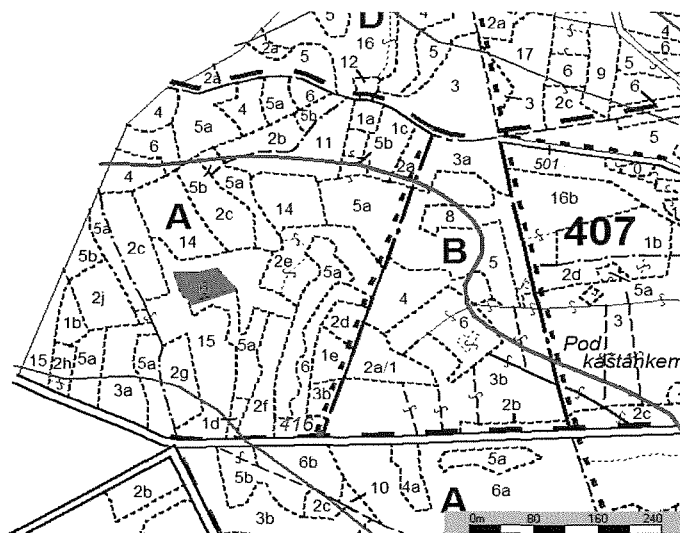 5 16 D 2a 4
2a 5 17 6
12 5 6 9 5
2a 3 6
4 5a 4 5a 6 1a 3 2c
5b 1c 5
6 2b 11 5b 3a 501
4 2a
5b 5a 16b
A 2c 14 5a 8 407
5a 2c 14 B 1b
5b 2e 5a 5 2d
2j 4 5a
1b 2d 6 3
15 2h 5a 5a 15 5a 1e 2a/1 Pod
kaštánkem
3a 2g 6 3b 3b
1d 2f 416 2b 2c
6b 5a
2b 5b 10 4a A
2c 6a
3b 0m 80 160 240